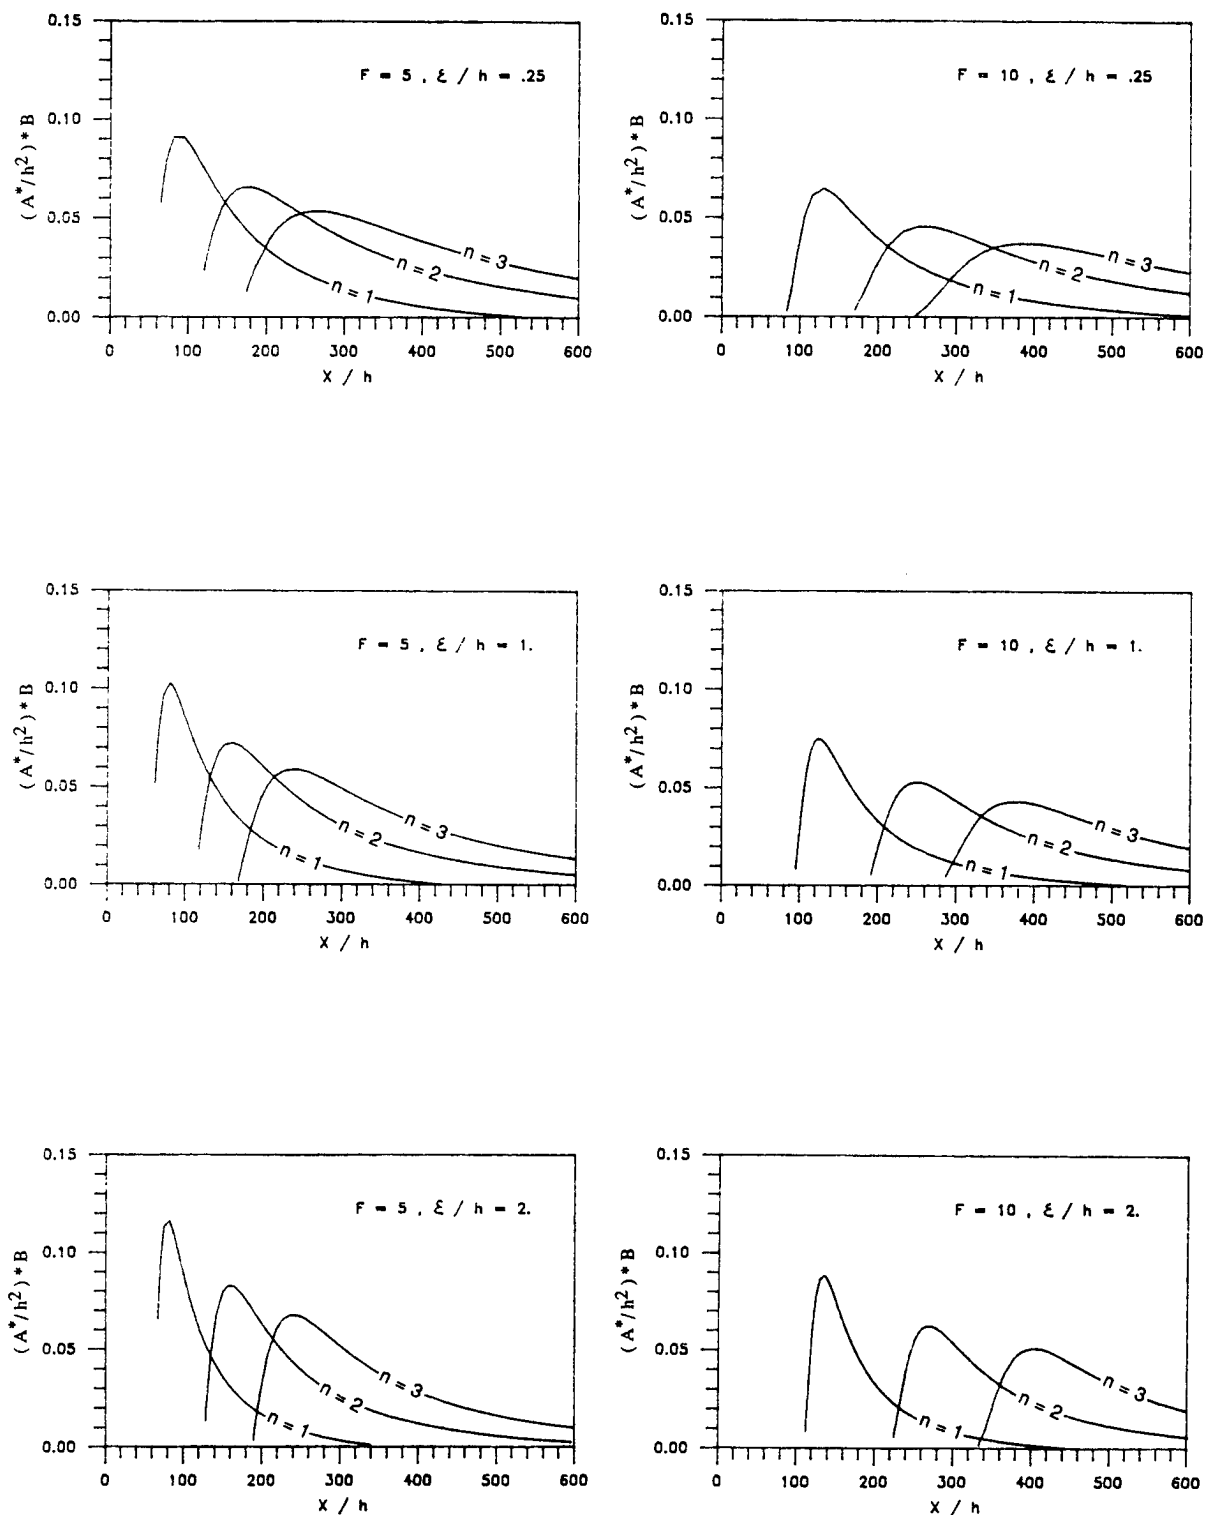 0.15
0.10
0.05
0.00
(A*/h²)*B
F = 5 , ℰ / h = .25
n = 3
n = 2
n = 1
0 100 200 300 400 500 600
X / h
0.15
0.10
0.05
0.00
(A*/h²)*B
F = 10 , ℰ / h = .25
n = 3
n = 2
n = 1
0 100 200 300 400 500 600
X / h
0.15
0.10
0.05
0.00
(A*/h²)*B
F = 5 , ℰ / h = 1.
n = 3
n = 2
n = 1
0 100 200 300 400 500 600
X / h
0.15
0.10
0.05
0.00
(A*/h²)*B
F = 10 , ℰ / h = 1.
n = 3
n = 2
n = 1
0 100 200 300 400 500 600
X / h
0.15
0.10
0.05
0.00
(A*/h²)*B
F = 5 , ℰ / h = 2.
n = 3
n = 2
n = 1
0 100 200 300 400 500 600
X / h
0.15
0.10
0.05
0.00
(A*/h²)*B
F = 10 , ℰ / h = 2.
n = 3
n = 2
n = 1
0 100 200 300 400 500 600
X / h